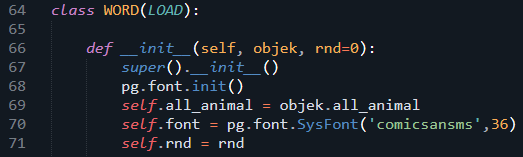 64 class WORD(LOAD):
65
66     def __init__(self, objek, rnd=0):
67         super().__init__()
68         pg.font.init()
69         self.all_animal = objek.all_animal
70         self.font = pg.font.SysFont('comicsansms',36)
71         self.rnd = rnd